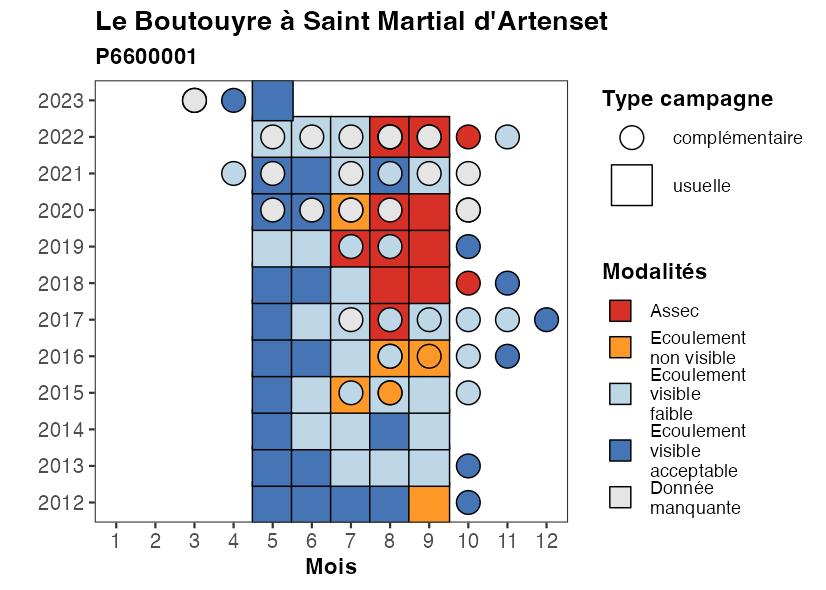 Le Boutouyre à Saint Martial d'Artenset
P6600001
2023
2022
2021
2020
2019
2018
2017
2016
2015
2014
2013
2012
1 2 3 4 5 6 7 8 9 10 11 12
Mois
Type campagne
complémentaire
usuelle
Modalités
Assec
Ecoulement
non visible
Ecoulement
visible
faible
Ecoulement
visible
acceptable
Donnée
manquante